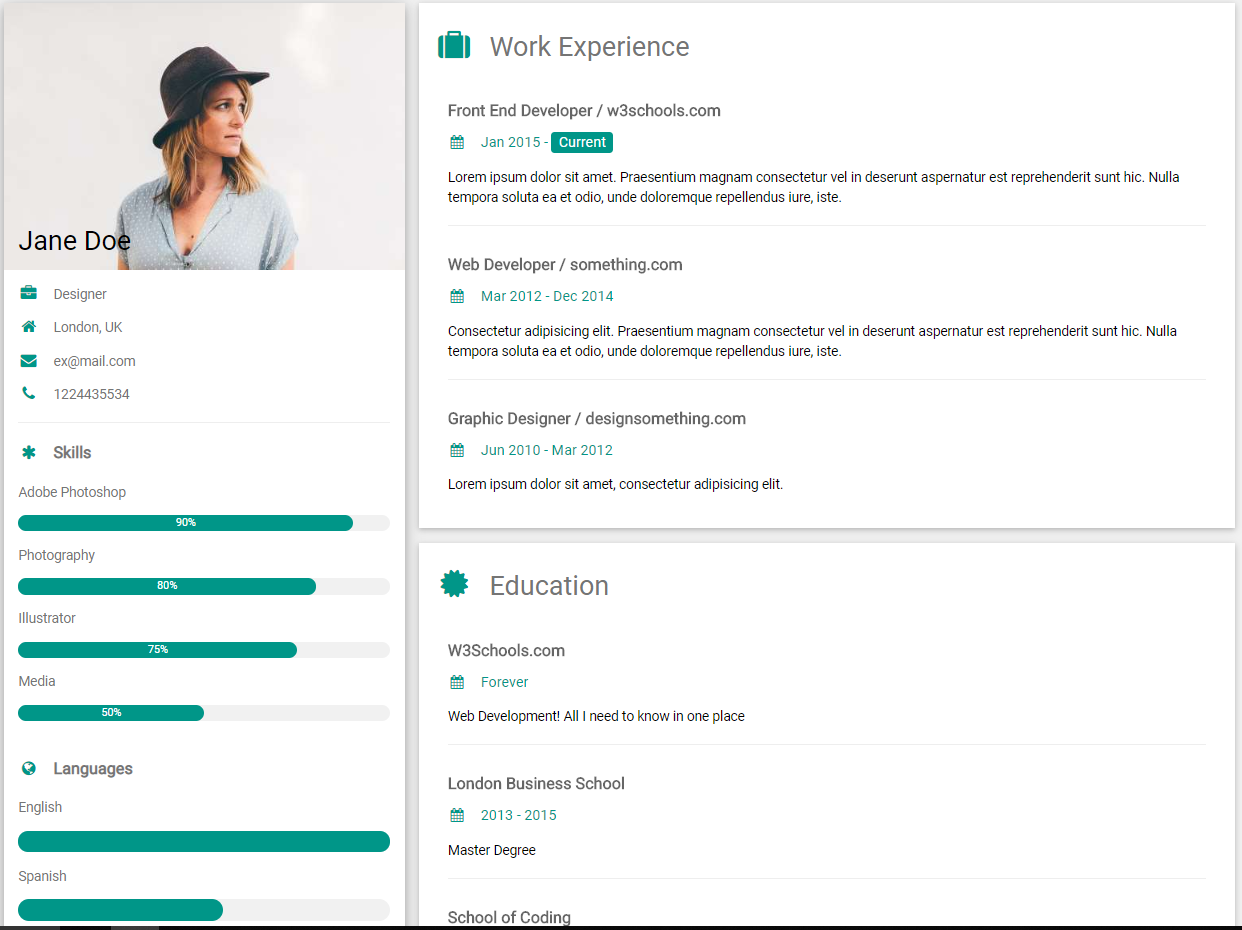 Jane Doe
Designer
London, UK
ex@mail.com
1224435534
Skills
Adobe Photoshop
90%
Photography
80%
Illustrator
75%
Media
50%
Languages
English
Spanish
Work Experience
Front End Developer / w3schools.com
Jan 2015 - Current
Lorem ipsum dolor sit amet. Praesentium magnam consectetur vel in deserunt aspernatur est reprehenderit sunt hic. Nulla
tempora soluta ea et odio, unde doloremque repellendus iure, iste.
Web Developer / something.com
Mar 2012 - Dec 2014
Consectetur adipisicing elit. Praesentium magnam consectetur vel in deserunt aspernatur est reprehenderit sunt hic. Nulla
tempora soluta ea et odio, unde doloremque repellendus iure, iste.
Graphic Designer / designsomething.com
Jun 2010 - Mar 2012
Lorem ipsum dolor sit amet, consectetur adipisicing elit.
Education
W3Schools.com
Forever
Web Development! All I need to know in one place
London Business School
2013 - 2015
Master Degree
School of Coding